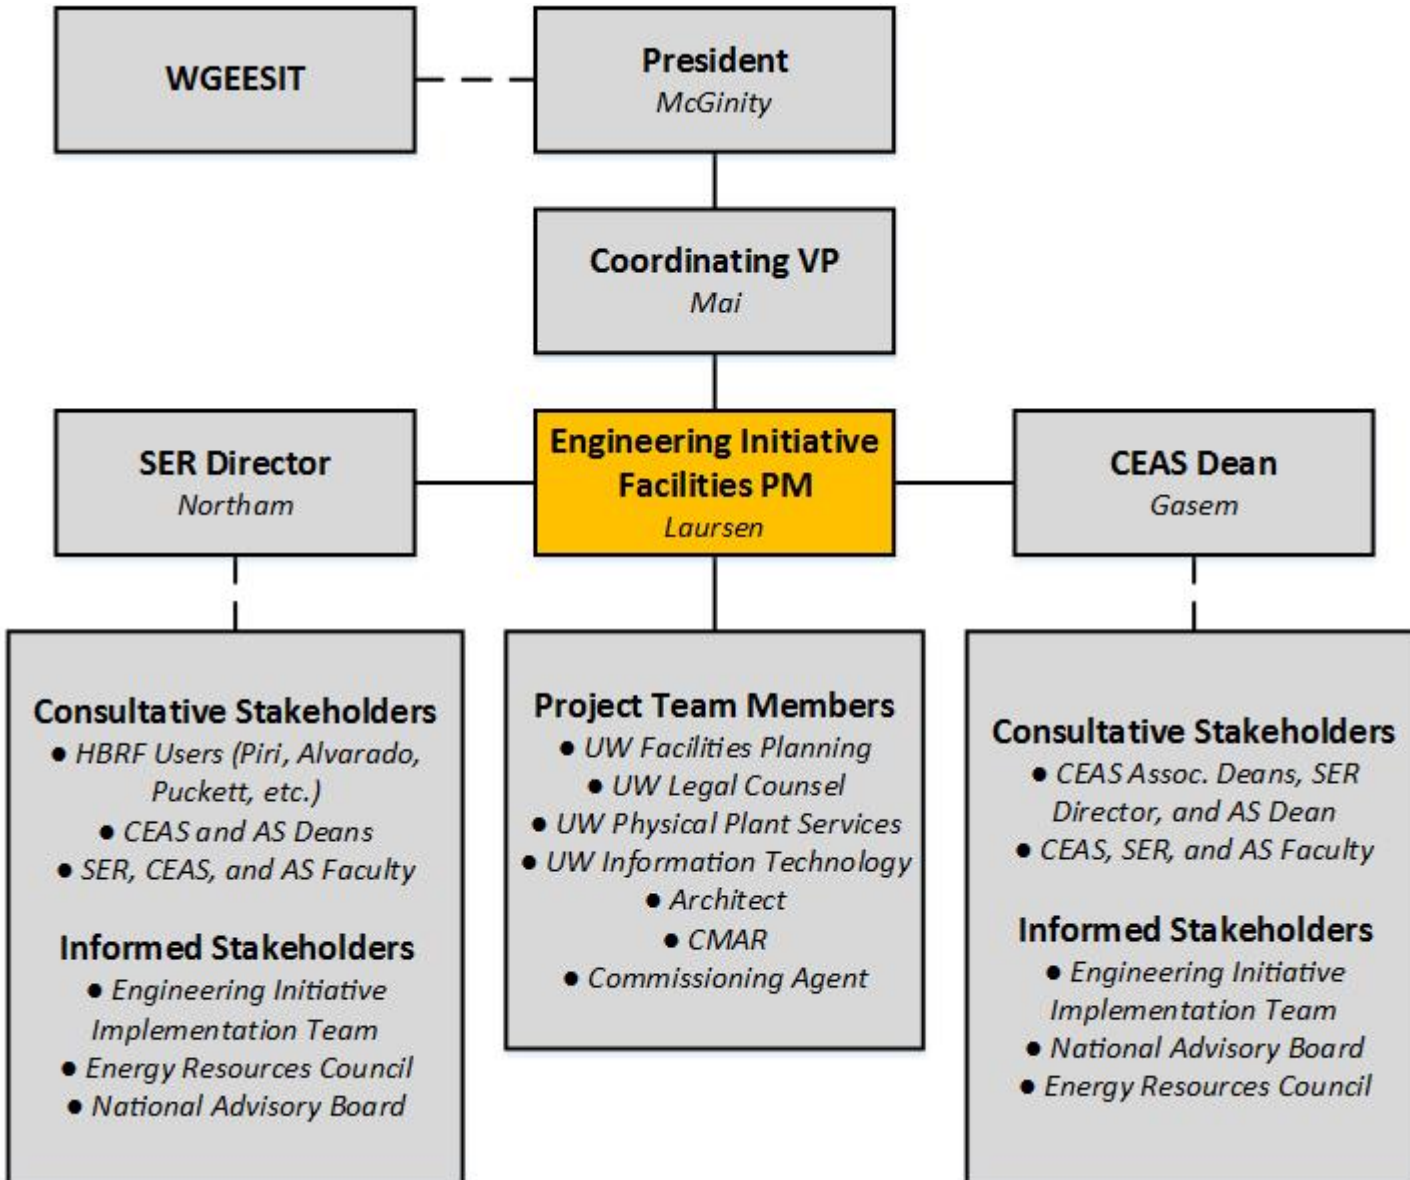 WGEESIT
President
McGinity
Coordinating VP
Mai
SER Director
Northam
Engineering Initiative
Facilities PM
Laursen
CEAS Dean
Gasem
Consultative Stakeholders
● HBRF Users (Piri, Alvarado,
Puckett, etc.)
● CEAS and AS Deans
● SER, CEAS, and AS Faculty
Informed Stakeholders
● Engineering Initiative
Implementation Team
● Energy Resources Council
● National Advisory Board
Project Team Members
● UW Facilities Planning
● UW Legal Counsel
● UW Physical Plant Services
● UW Information Technology
● Architect
● CMAR
● Commissioning Agent
Consultative Stakeholders
● CEAS Assoc. Deans, SER
Director, and AS Dean
● CEAS, SER, and AS Faculty
Informed Stakeholders
● Engineering Initiative
Implementation Team
● National Advisory Board
● Energy Resources Council